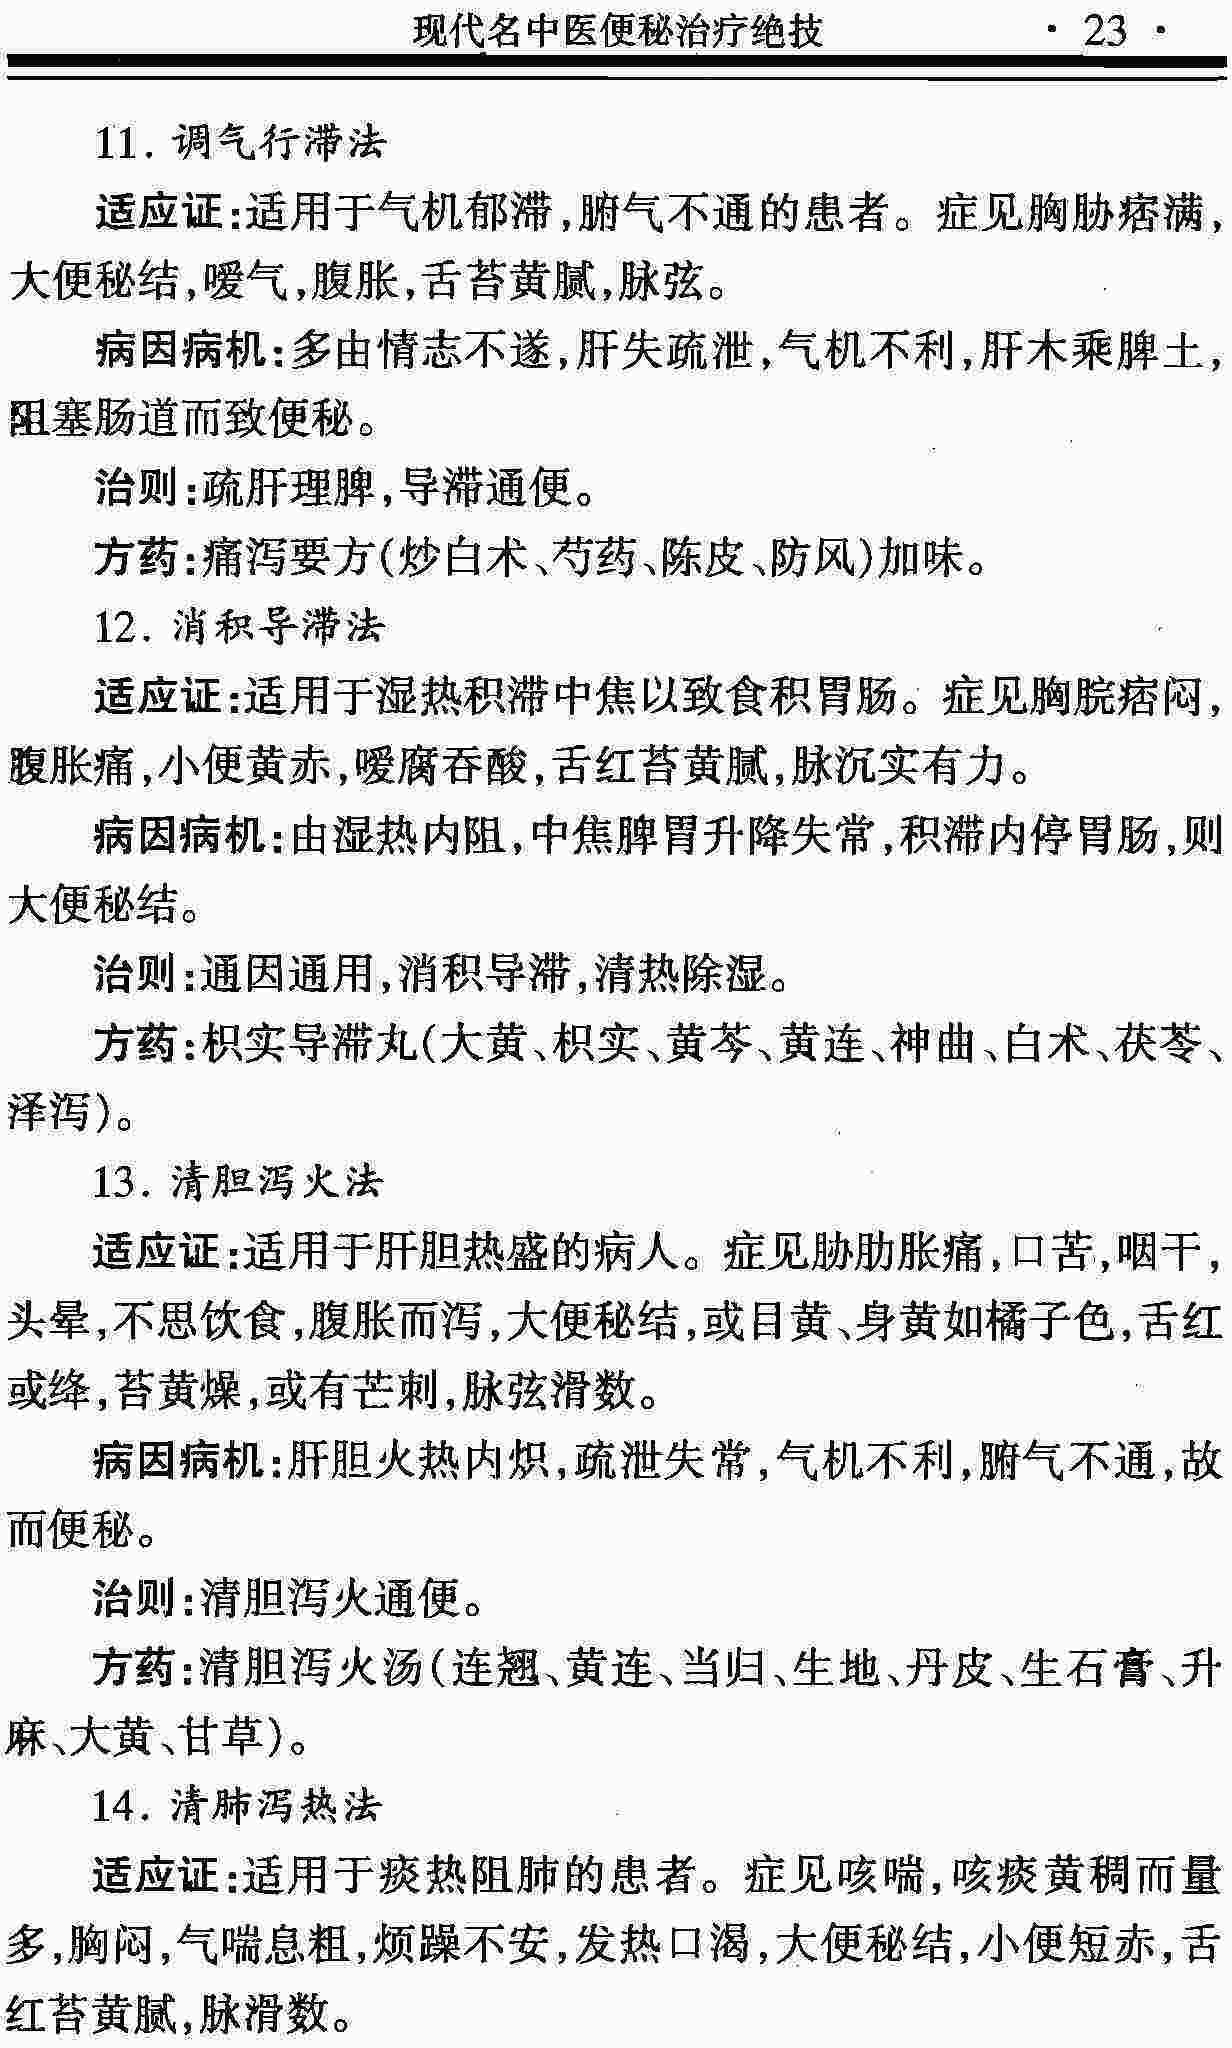 现代名中医便秘治疗绝技 · 23 ·
11. 调气行滞法
适应证:适用于气机郁滞,腑气不通的患者。症见胸胁痞满,
大便秘结,嗳气,腹胀,舌苔黄腻,脉弦。
病因病机:多由情志不遂,肝失疏泄,气机不利,肝木乘脾土,
阻塞肠道而致便秘。
治则:疏肝理脾,导滞通便。
方药:痛泻要方(炒白术、芍药、陈皮、防风)加味。
12. 消积导滞法
适应证:适用于湿热积滞中焦以致食积胃肠。症见胸脘痞闷,
腹胀痛,小便黄赤,嗳腐吞酸,舌红苔黄腻,脉沉实有力。
病因病机:由湿热内阻,中焦脾胃升降失常,积滞内停胃肠,则
大便秘结。
治则:通因通用,消积导滞,清热除湿。
方药:枳实导滞丸(大黄、枳实、黄芩、黄连、神曲、白术、茯苓、
泽泻)。
13. 清胆泻火法
适应证:适用于肝胆热盛的病人。症见胁肋胀痛,口苦,咽干,
头晕,不思饮食,腹胀而泻,大便秘结,或目黄、身黄如橘子色,舌红
或绛,苔黄燥,或有芒刺,脉弦滑数。
病因病机:肝胆火热内炽,疏泄失常,气机不利,腑气不通,故
而便秘。
治则:清胆泻火通便。
方药:清胆泻火汤(连翘、黄连、当归、生地、丹皮、生石膏、升
麻、大黄、甘草)。
14. 清肺泻热法
适应证:适用于痰热阻肺的患者。症见咳喘,咳痰黄稠而量
多,胸闷,气喘息粗,烦躁不安,发热口渴,大便秘结,小便短赤,舌
红苔黄腻,脉滑数。